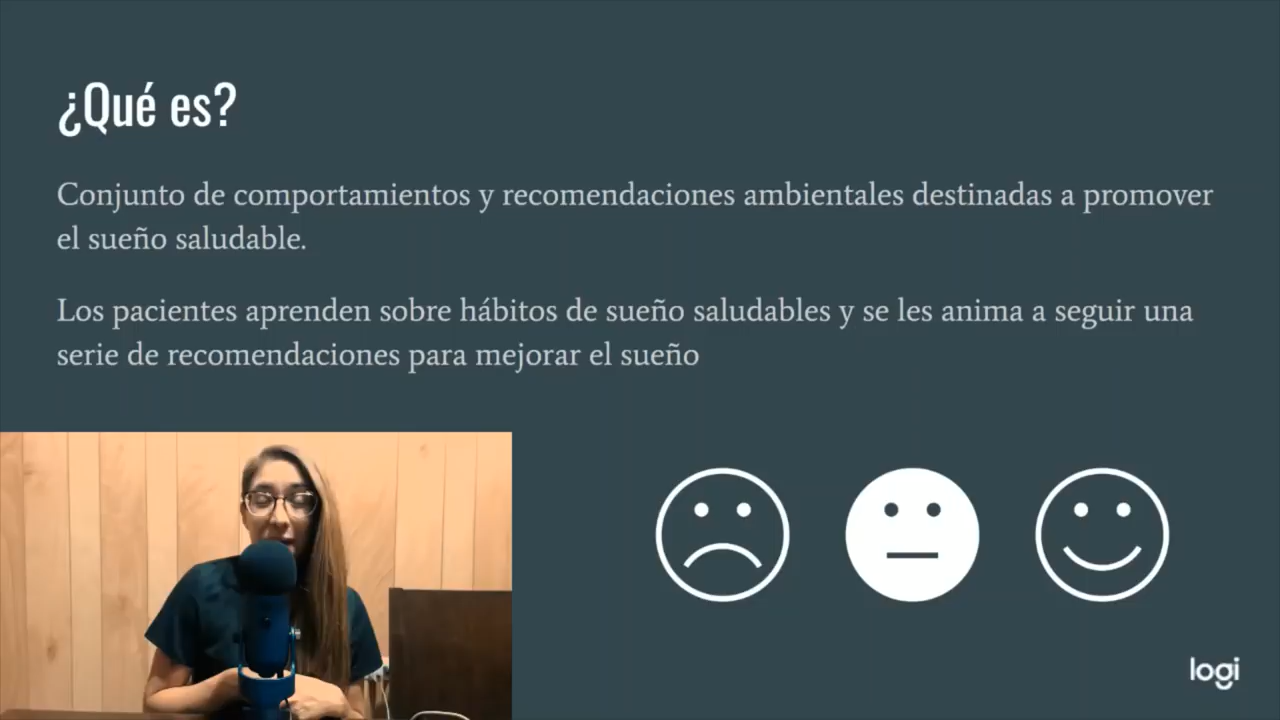 ¿Qué es?
Conjunto de comportamientos y recomendaciones ambientales destinadas a promover
el sueño saludable.
Los pacientes aprenden sobre hábitos de sueño saludables y se les anima a seguir una
serie de recomendaciones para mejorar el sueño
logi